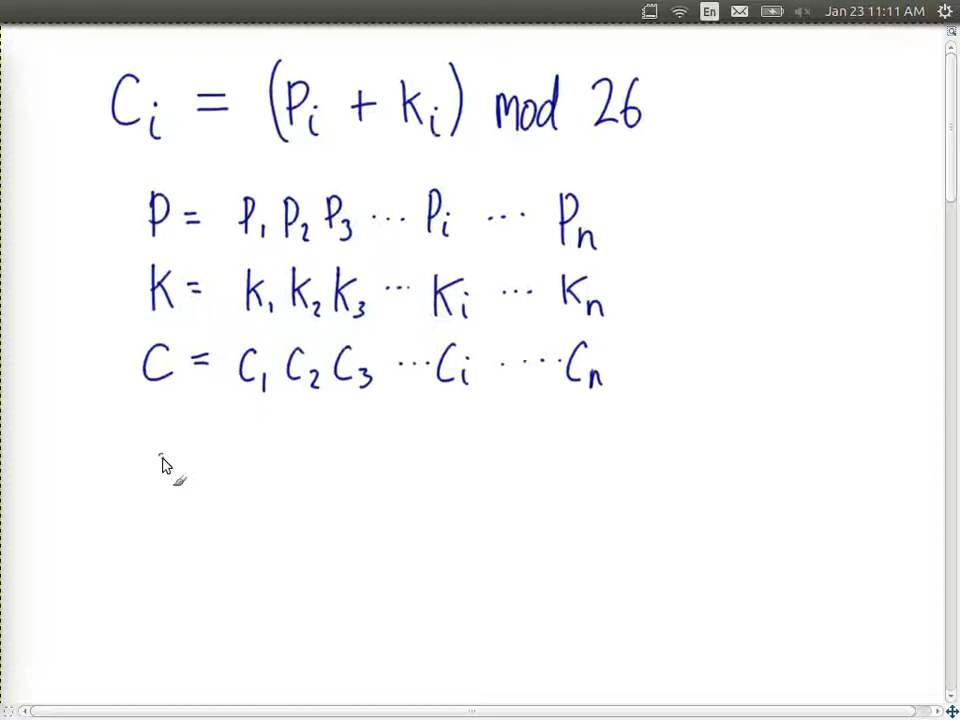 En Jan 23 11:11 AM
Cᵢ = (Pᵢ + Kᵢ) mod 26
P = P₁ P₂ P₃ ... Pᵢ ... Pₙ
K = K₁ K₂ K₃ ... Kᵢ ... Kₙ
C = C₁ C₂ C₃ ... Cᵢ .... Cₙ